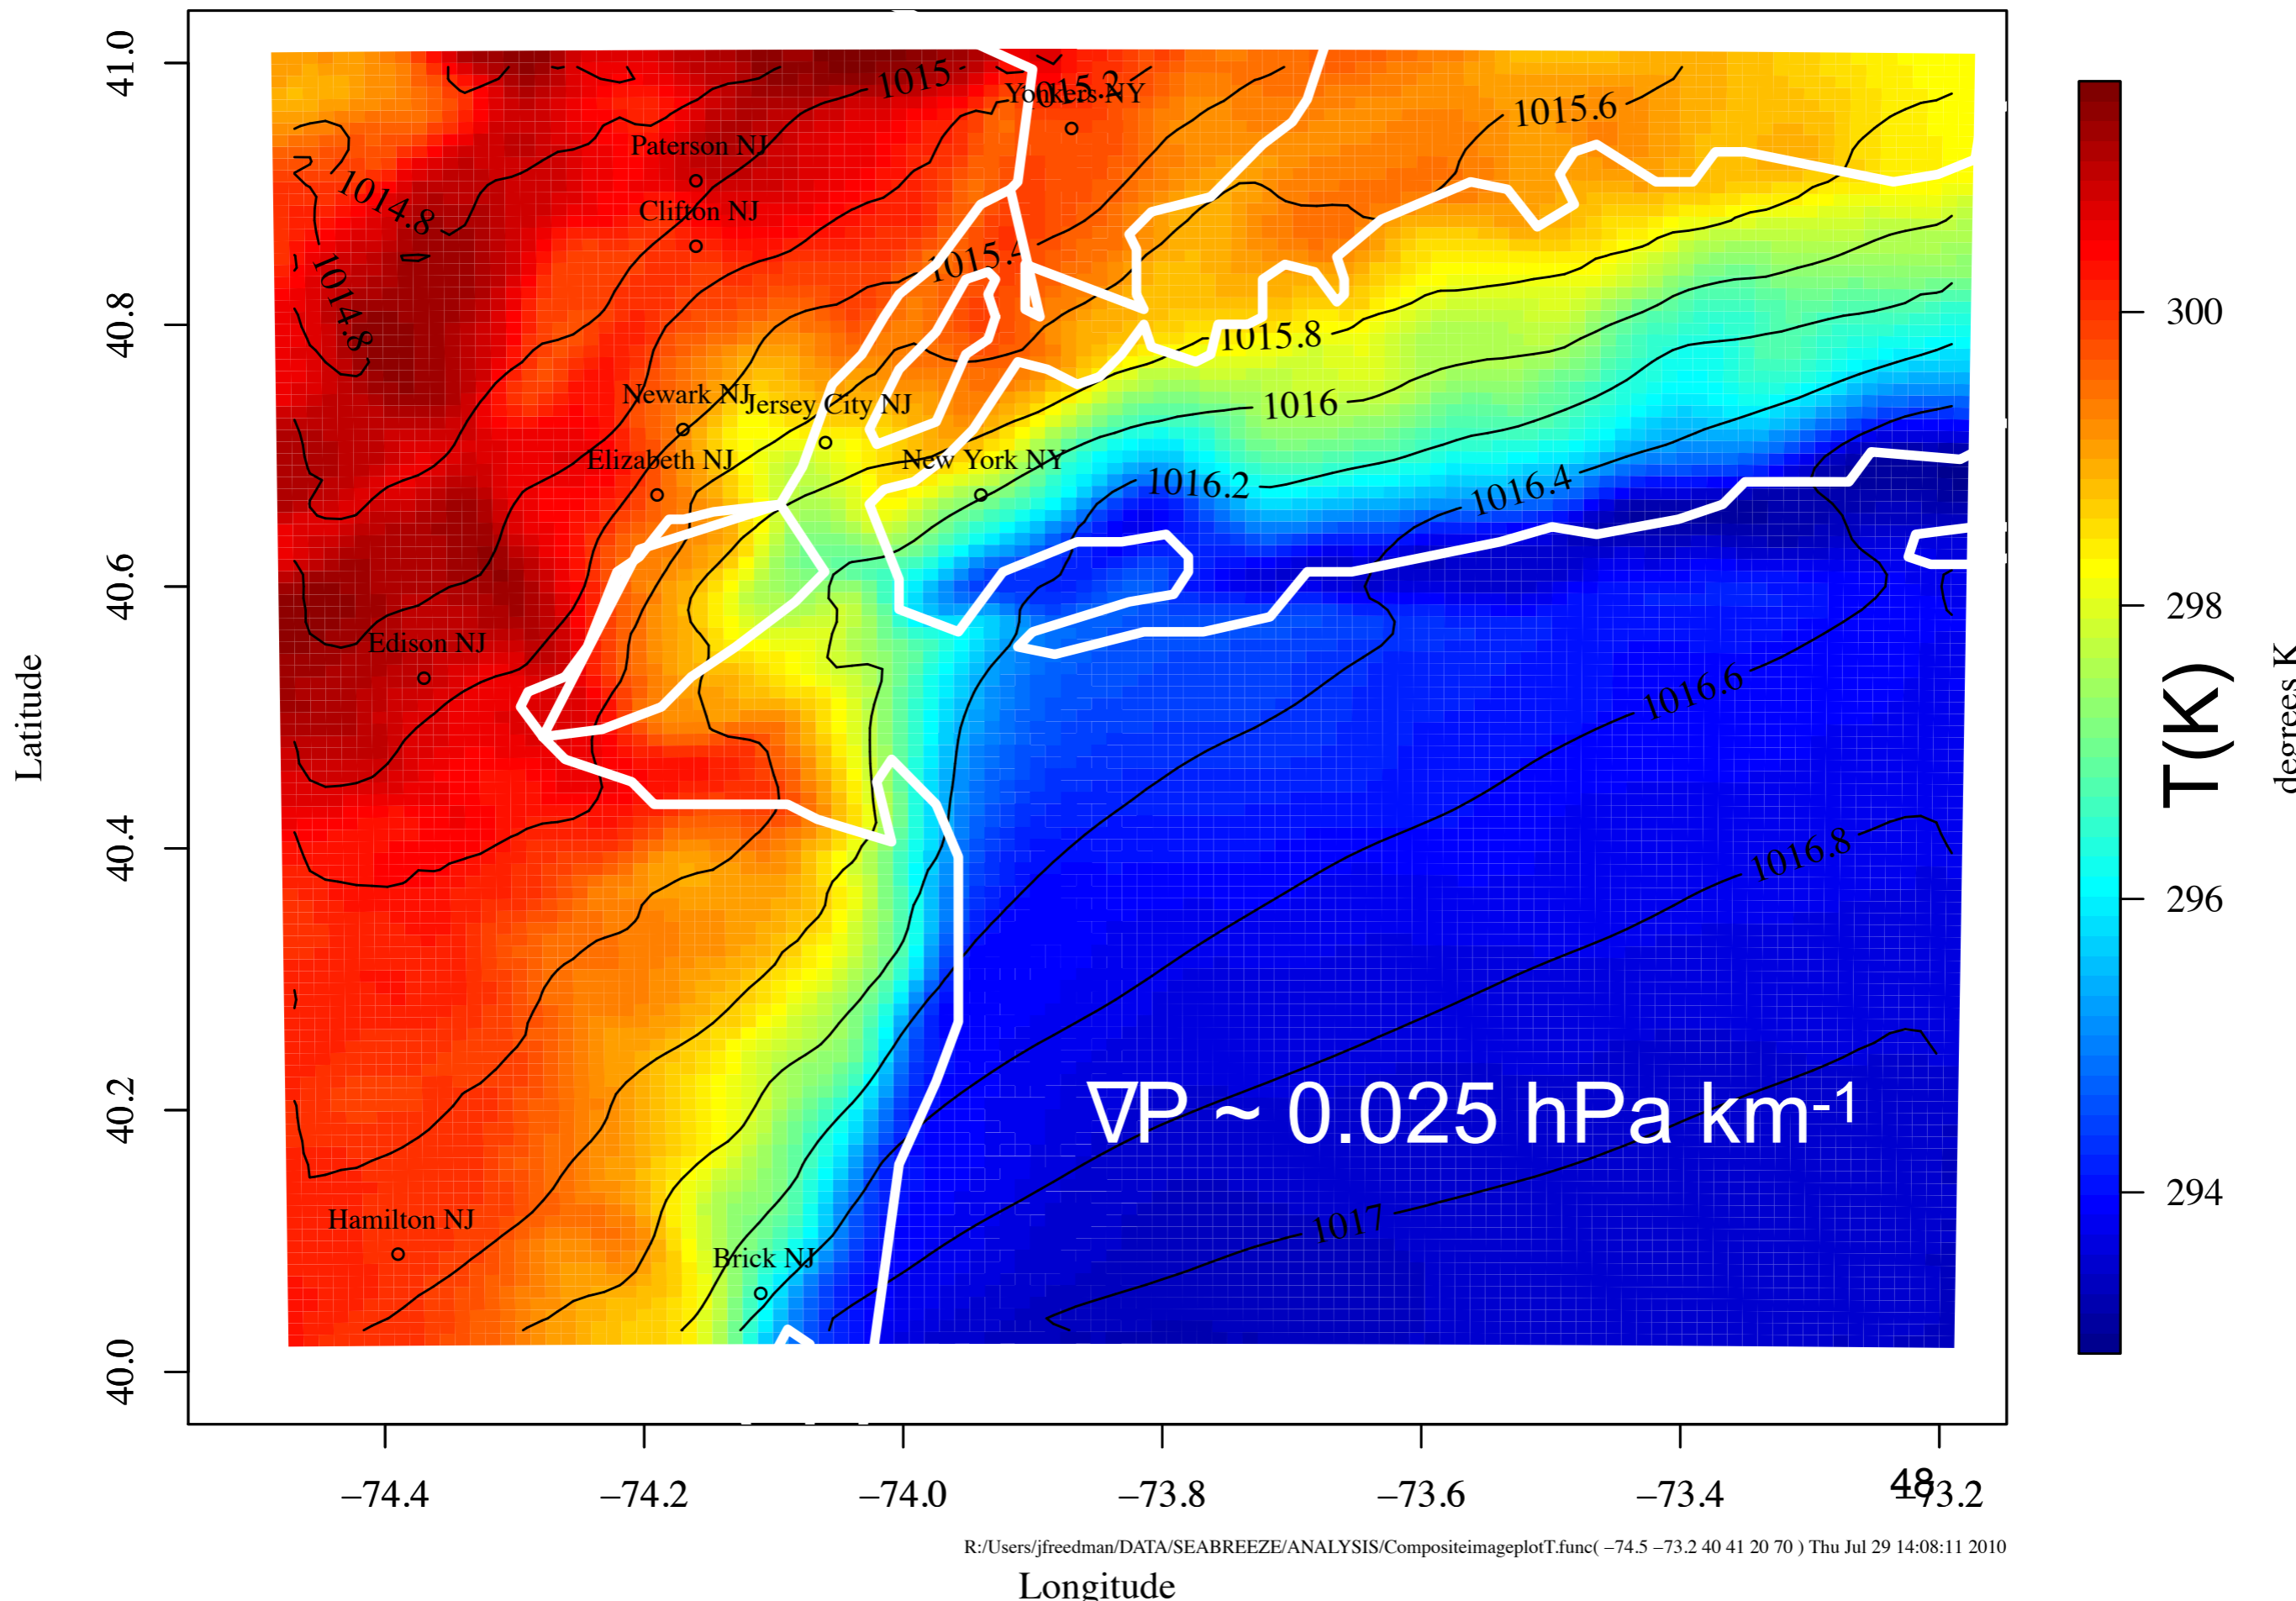 41.0
40.8
40.6
40.4
40.2
40.0
Latitude
1015
1015.2
Yonkers NY
1015.6
Paterson NJ
1014.8
Clifton NJ
1015.4
1014.8
1015.8
Newark NJ
Jersey City NJ
1016
Elizabeth NJ
New York NY
1016.2
1016.4
Edison NJ
1016.6
1016.8
∇P ~ 0.025 hPa km-1
Hamilton NJ
1017
Brick NJ
300
298
296
294
T(K)
degrees K
−74.4
−74.2
−74.0
−73.8
−73.6
−73.4
−73.2
48
R:/Users/jfreedman/DATA/SEABREEZE/ANALYSIS/CompositeimageplotT.func( −74.5 −73.2 40 41 20 70 ) Thu Jul 29 14:08:11 2010
Longitude